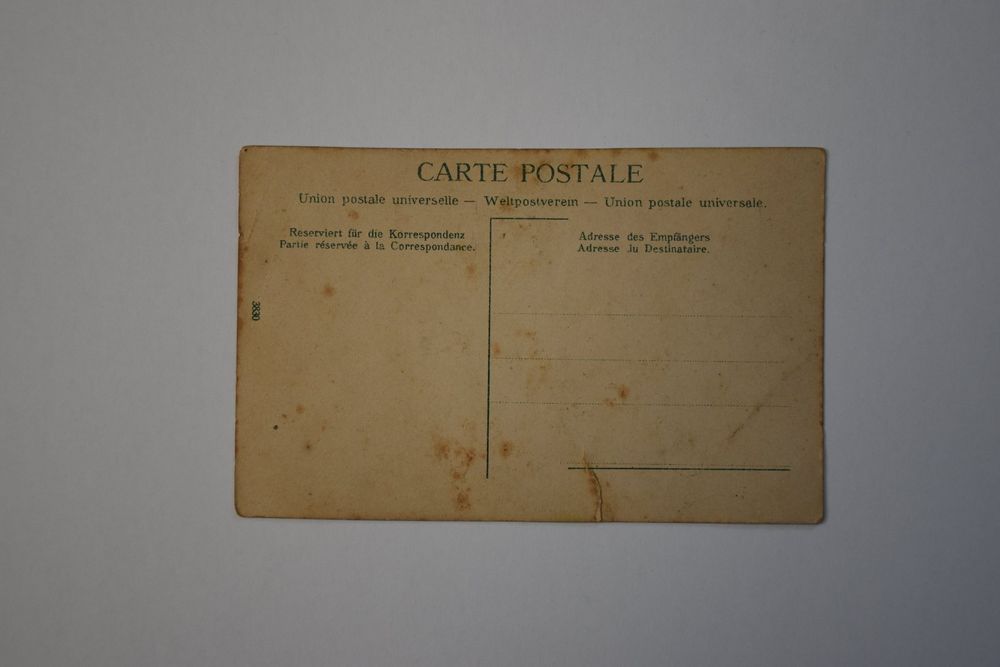 CARTE POSTALE
Union postale universelle — Weltpostverein — Union postale universale.
Reserviert für die Korrespondenz
Partie réservée à la Correspondance.
Adresse des Empfängers
Adresse du Destinataire.
3830